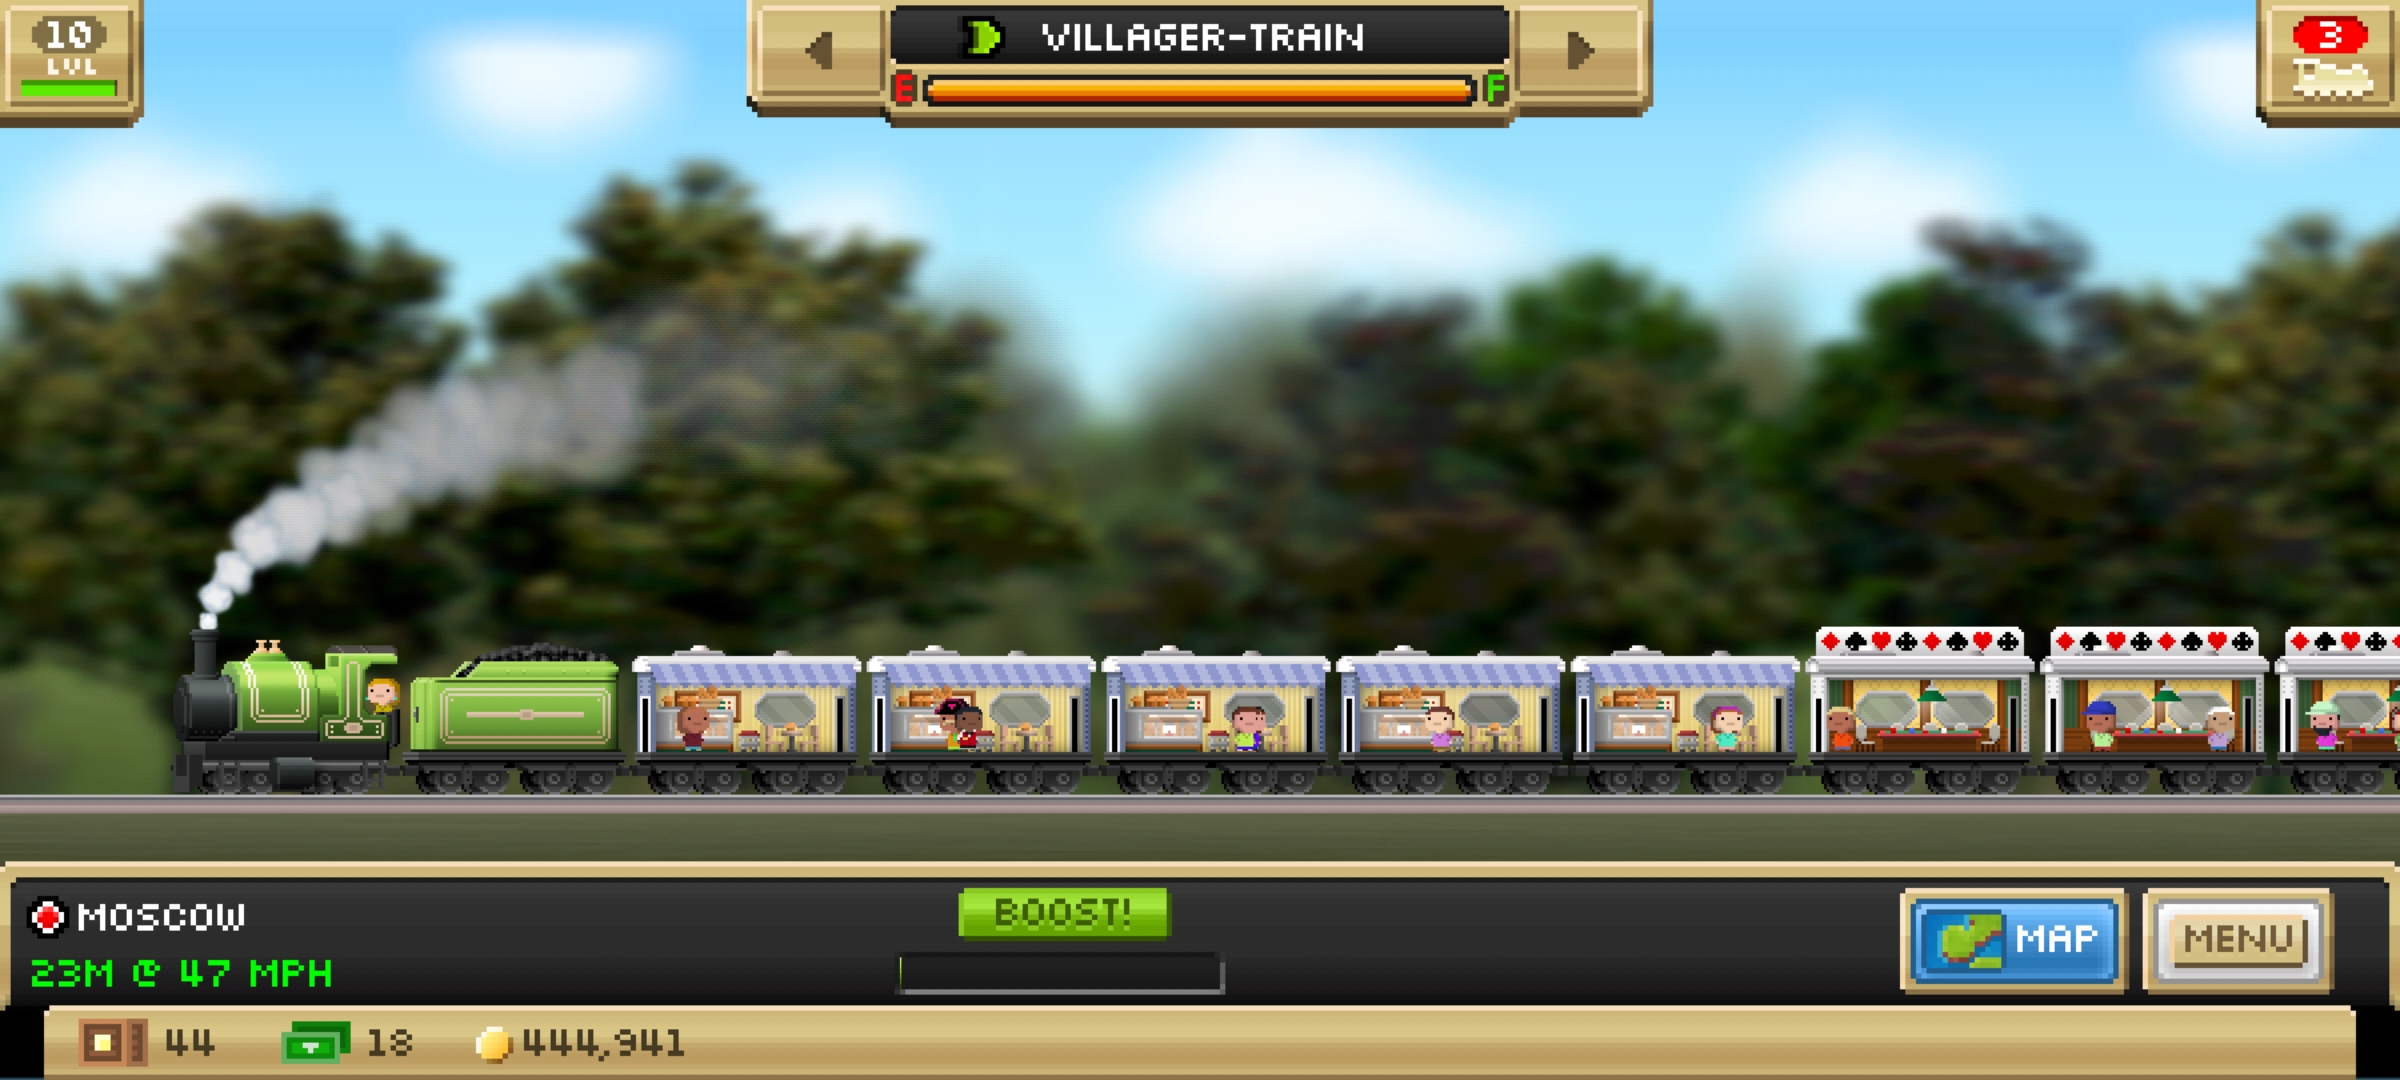 10
LVL
VILLAGER-TRAIN
E F
3
MOSCOW
23M @ 47 MPH
BOOST!
MAP
MENU
44
18
444,941